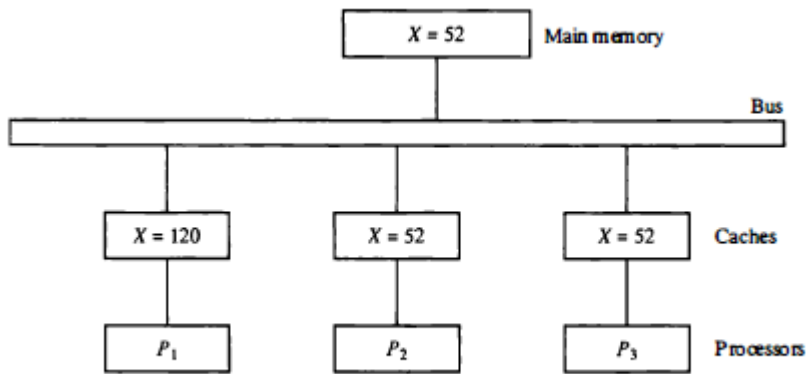 X = 52 Main memory
Bus
X = 120 X = 52 X = 52 Caches
P1 P2 P3 Processors